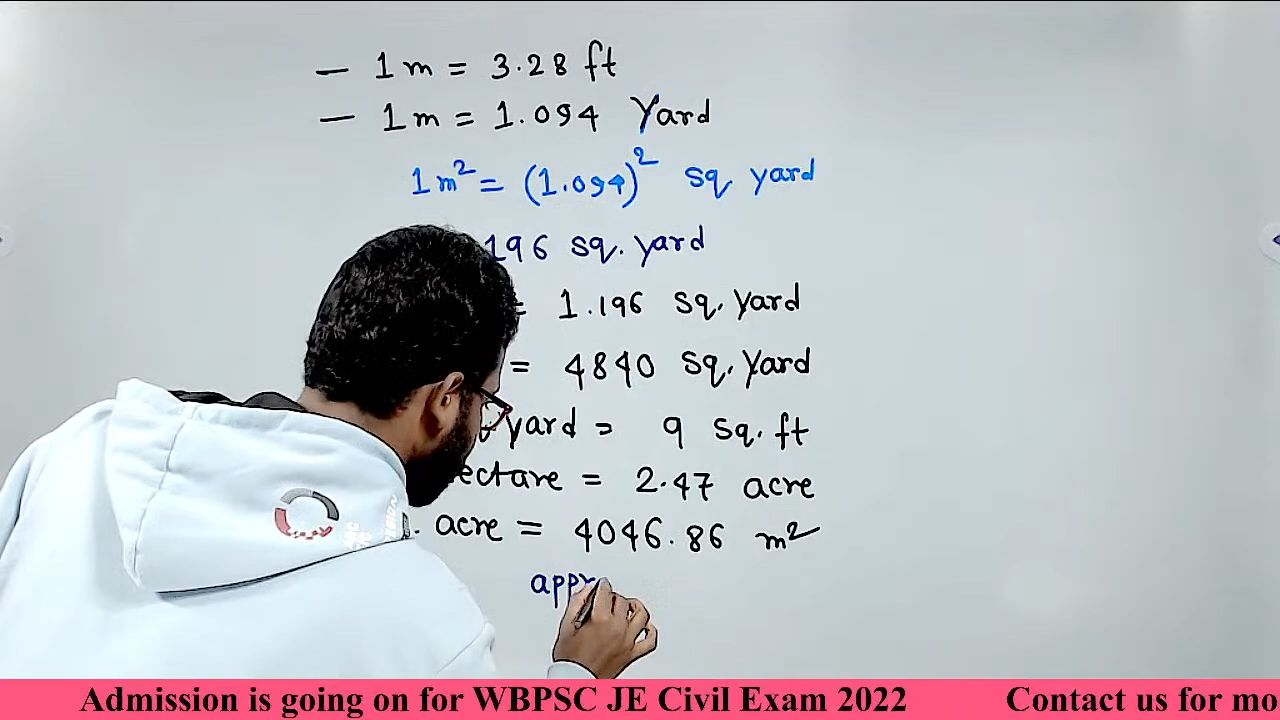 — 1 m = 3.28 ft
— 1 m = 1.094 Yard
1 m² = (1.094)² sq yard
196 sq. yard
= 1.196 sq. yard
= 4840 sq. yard
yard = 9 sq. ft
ectare = 2.47 acre
acre = 4046.86 m²
appr
Admission is going on for WBPSC JE Civil Exam 2022 Contact us for mo